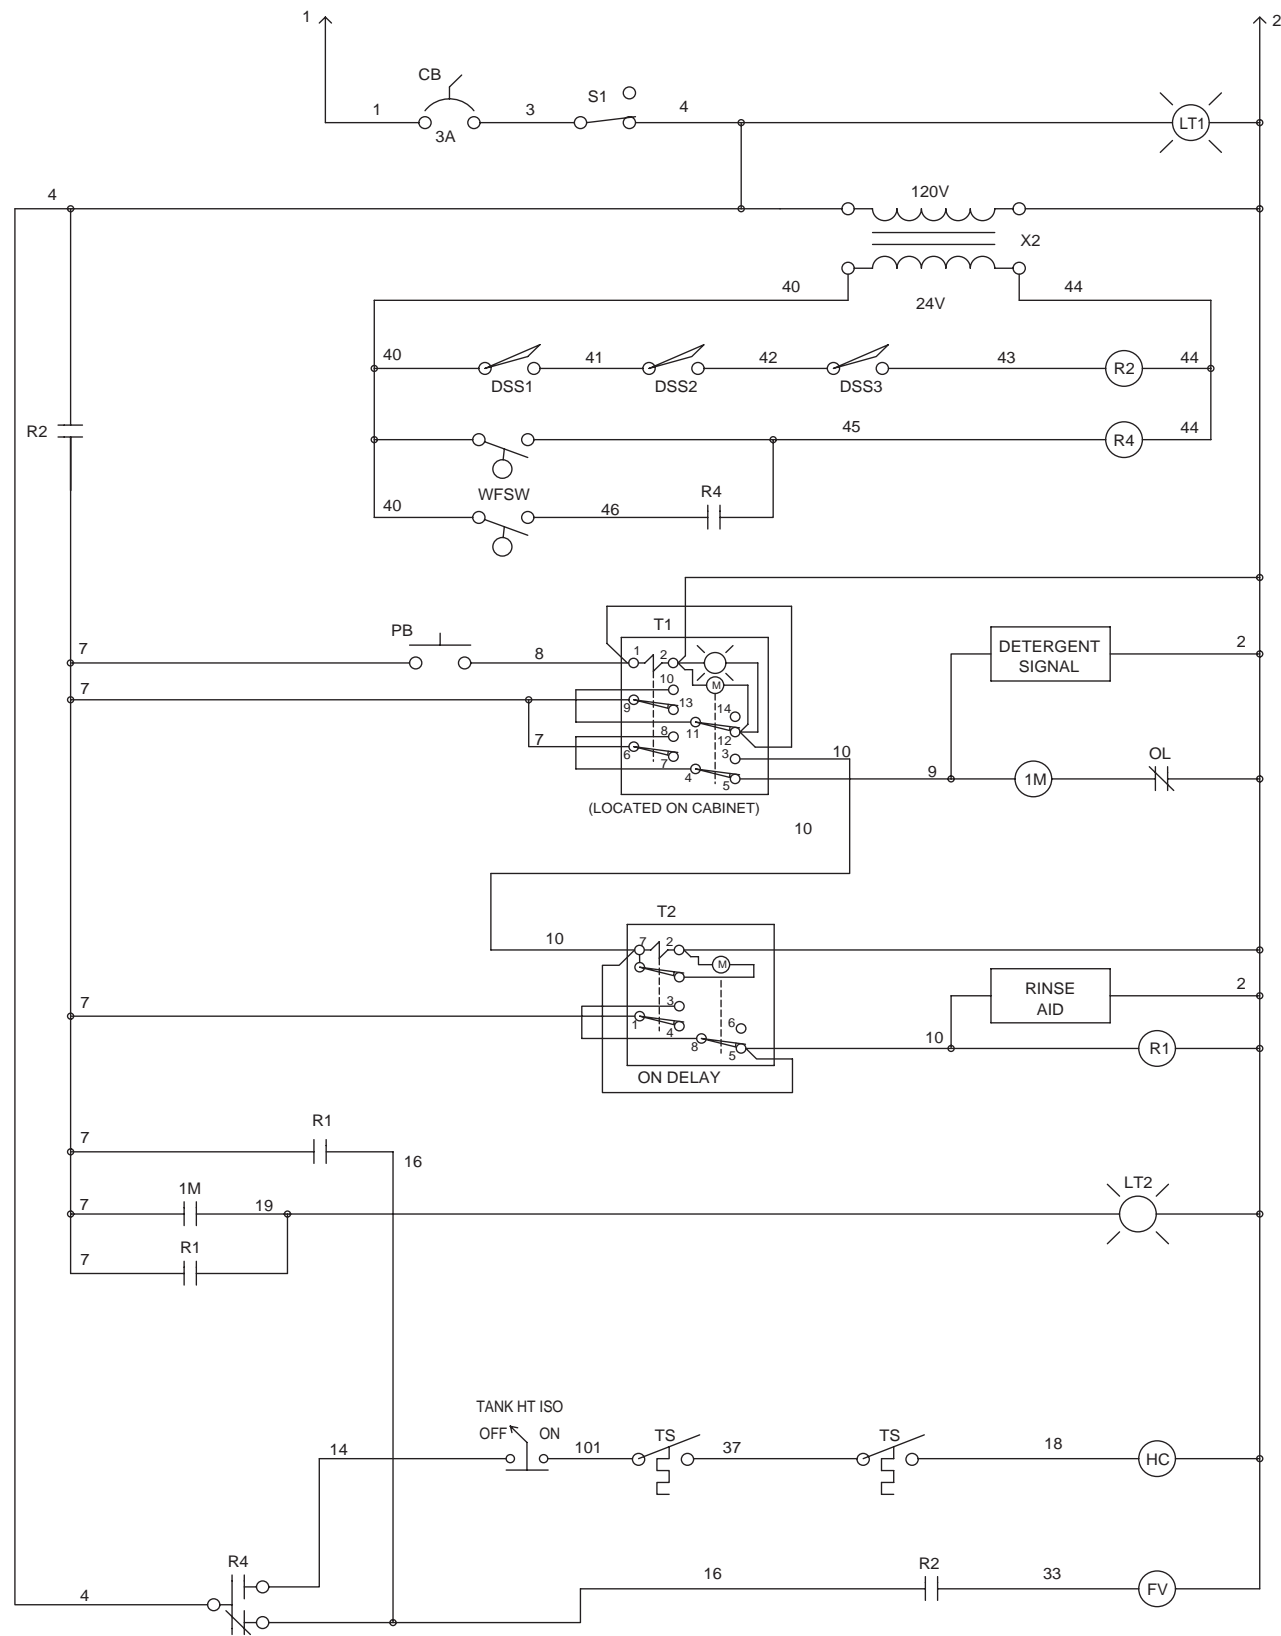 1
2
CB
S1
1
3
4
3A
LT1
4
120V
X2
40
24V
44
40
41
42
43
R2
44
DSS1
DSS2
DSS3
R2
45
R4
44
WFSW
R4
40
46
T1
PB
7
8
1
2
DETERGENT
SIGNAL
2
7
10
M
9
13
14
11
12
8
7
6
7
3
10
4
5
9
1M
OL
(LOCATED ON CABINET)
10
T2
10
7
2
M
RINSE
AID
2
7
3
1
4
6
8
5
10
R1
ON DELAY
7
R1
16
7
1M
19
LT2
7
R1
TANK HT ISO
OFF
ON
14
101
TS
37
TS
18
HC
R4
4
16
R2
33
FV